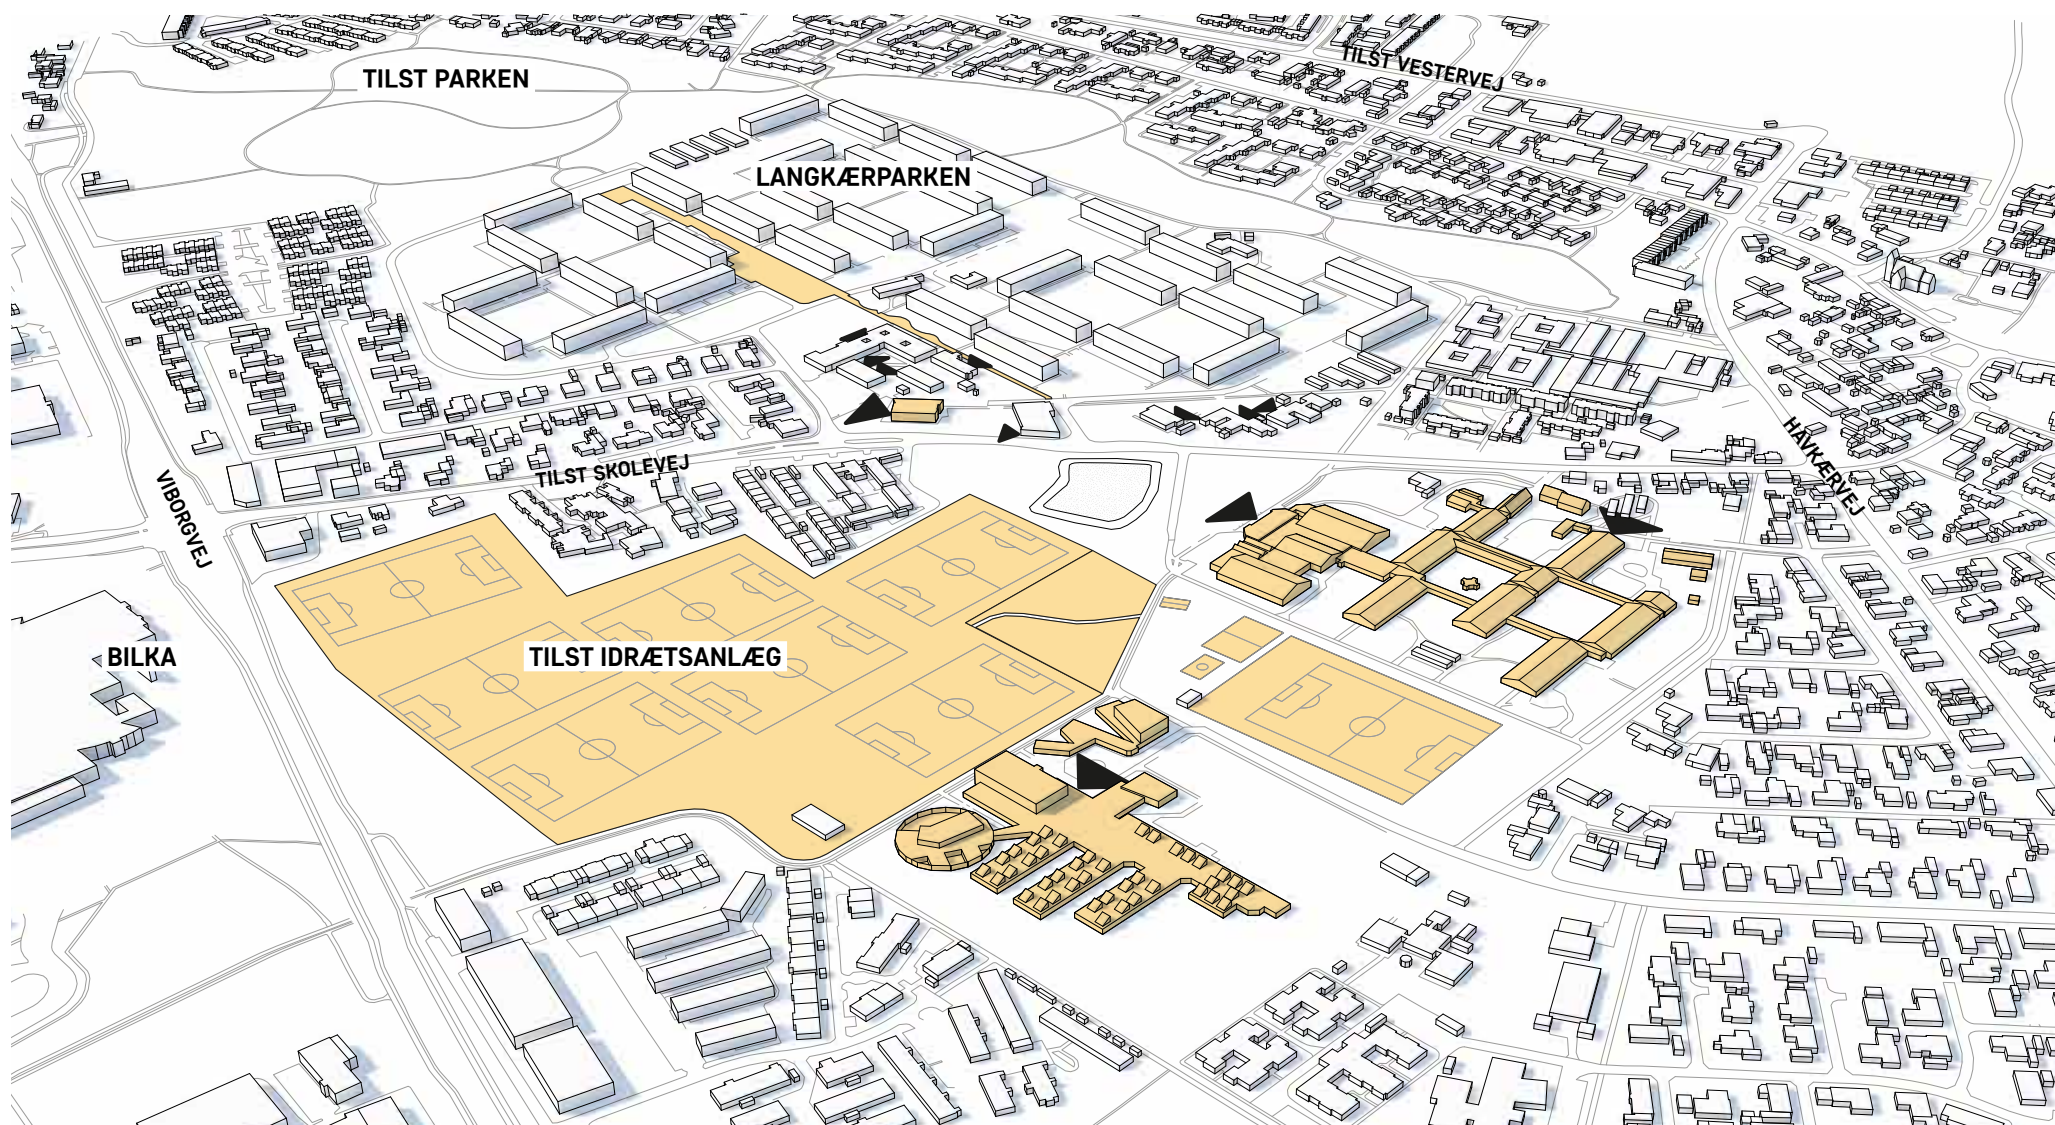 TILST VESTERVEJ
TILST PARKEN
LANGKÆRPARKEN
HAVKÆRVEJ
TILST SKOLEVEJ
VIBORGVEJ
BILKA
TILST IDRÆTSANLÆG